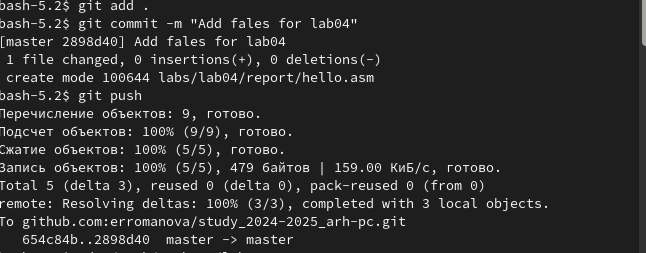 bash-5.2$ git add .
bash-5.2$ git commit -m "Add fales for lab04"
[master 2898d40] Add fales for lab04
1 file changed, 0 insertions(+), 0 deletions(-)
create mode 100644 labs/lab04/report/hello.asm
bash-5.2$ git push
Перечисление объектов: 9, готово.
Подсчет объектов: 100% (9/9), готово.
Сжатие объектов: 100% (5/5), готово.
Запись объектов: 100% (5/5), 479 байтов | 159.00 КиБ/с, готово.
Total 5 (delta 3), reused 0 (delta 0), pack-reused 0 (from 0)
remote: Resolving deltas: 100% (3/3), completed with 3 local objects.
To github.com:erromanova/study_2024-2025_arh-pc.git
654c84b..2898d40  master -> master